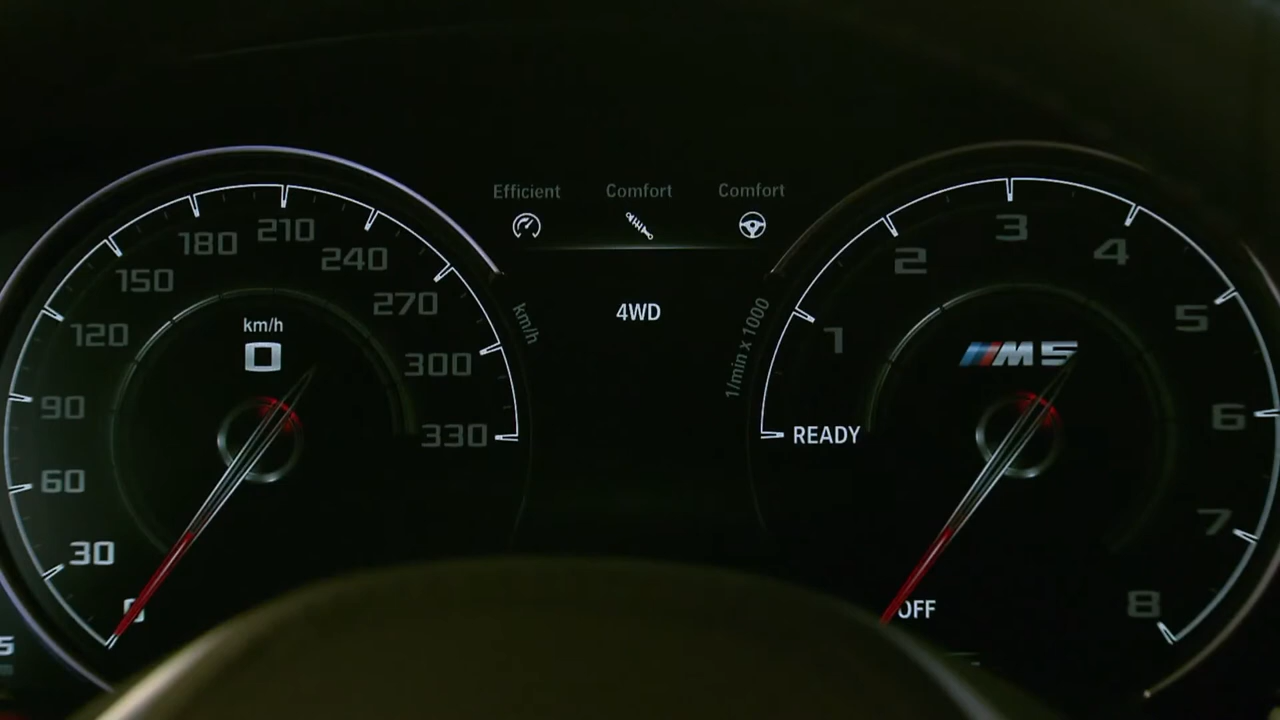 Efficient Comfort Comfort
km/h
0
0
30
60
90
120
150
180
210
240
270
300
330
km/h
4WD
1/min x 1000
M5
READY
OFF
1
2
3
4
5
6
7
8